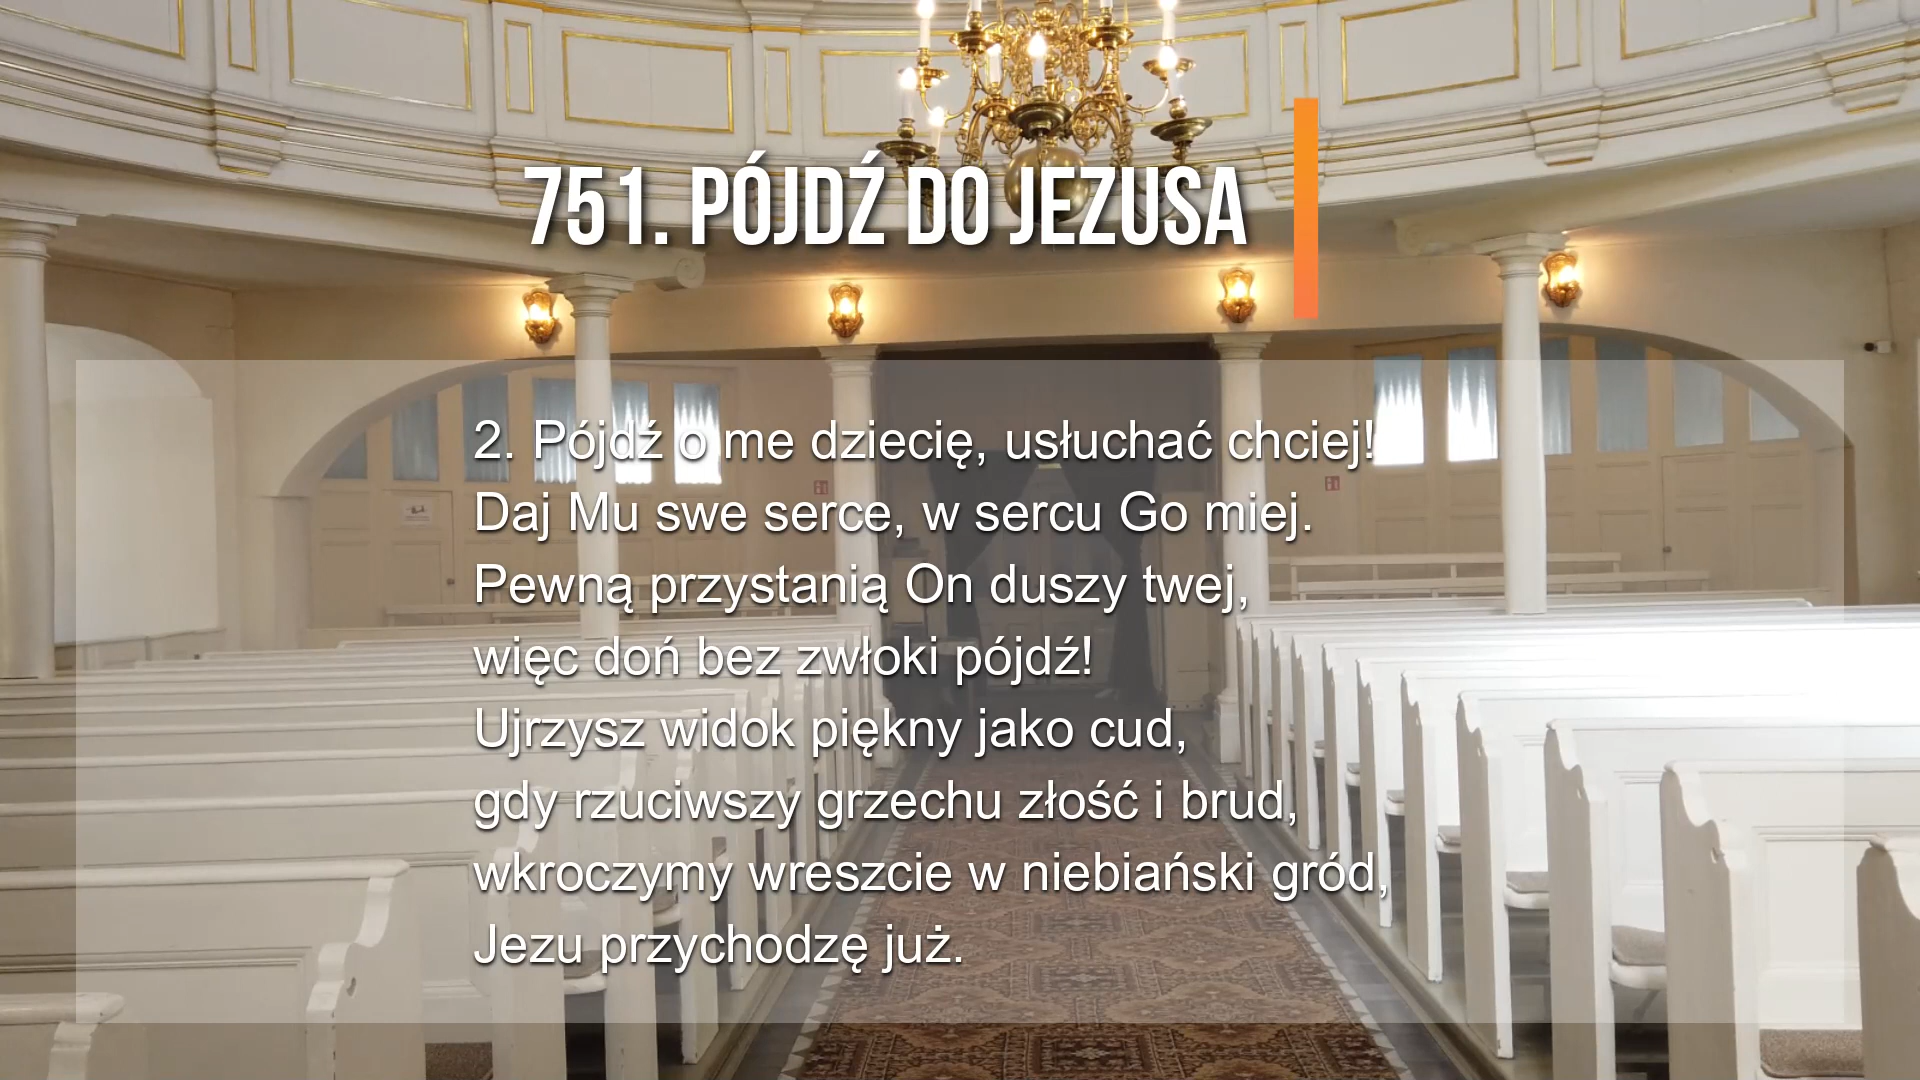 751. PÓJDŹ DO JEZUSA
2. Pójdź o me dziecię, usłuchać chciej!
Daj Mu swe serce, w sercu Go miej.
Pewną przystanią On duszy twej,
więc doń bez zwłoki pójdź!
Ujrzysz widok piękny jako cud,
gdy rzuciwszy grzechu złość i brud,
wkroczymy wreszcie w niebiański gród,
Jezu przychodzę już.